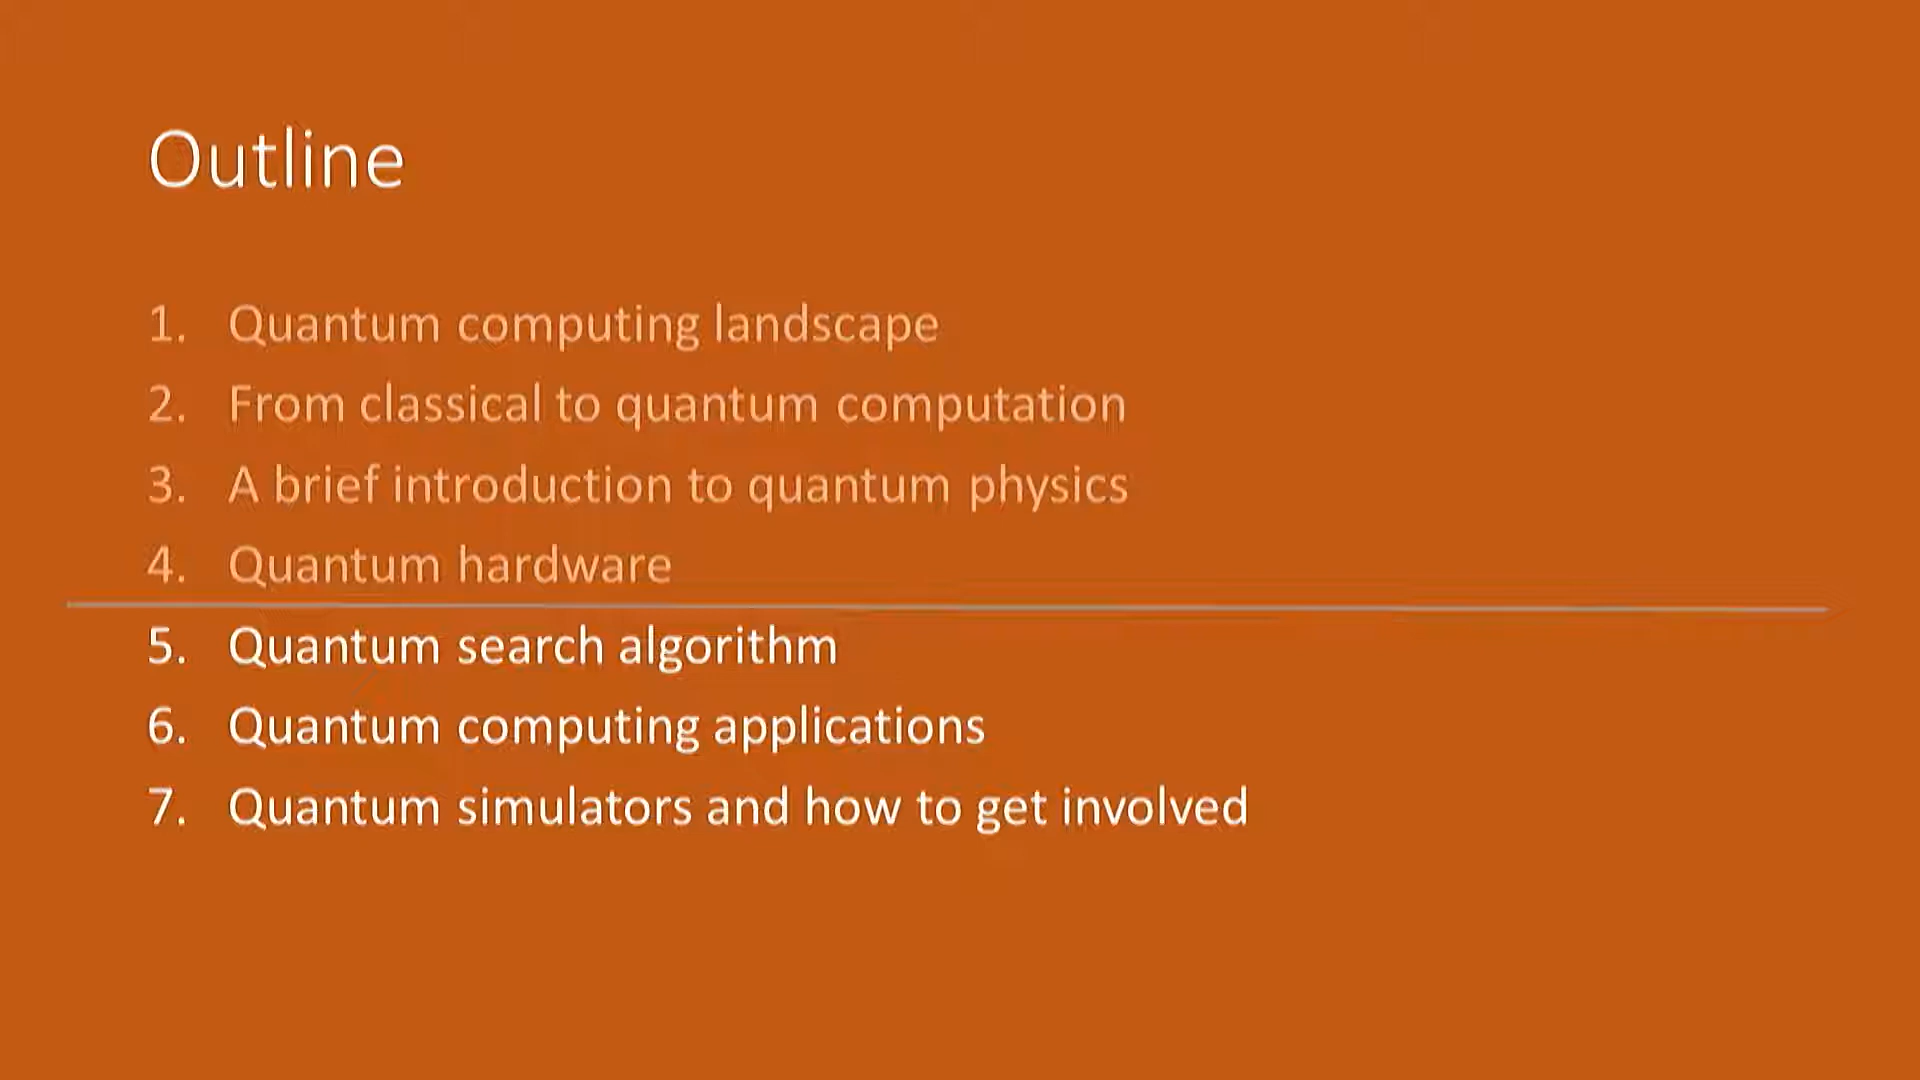 Outline
1. Quantum computing landscape
2. From classical to quantum computation
3. A brief introduction to quantum physics
4. Quantum hardware
5. Quantum search algorithm
6. Quantum computing applications
7. Quantum simulators and how to get involved